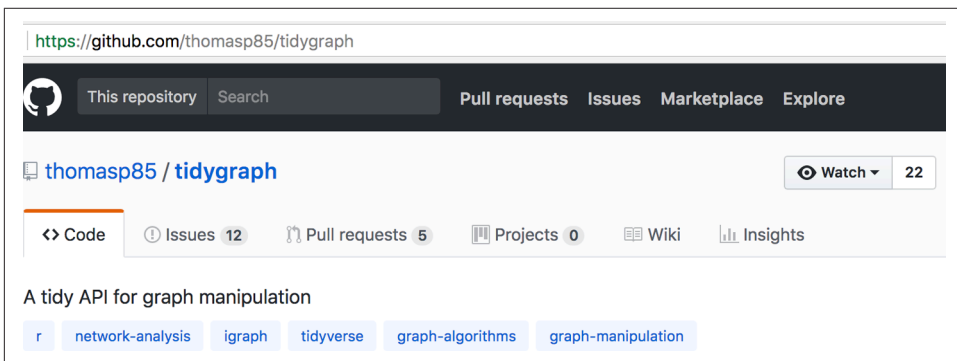 https://github.com/thomasp85/tidygraph
This repository Search Pull requests Issues Marketplace Explore
thomasp85 / tidygraph Watch 22
Code Issues 12 Pull requests 5 Projects 0 Wiki Insights
A tidy API for graph manipulation
r network-analysis igraph tidyverse graph-algorithms graph-manipulation